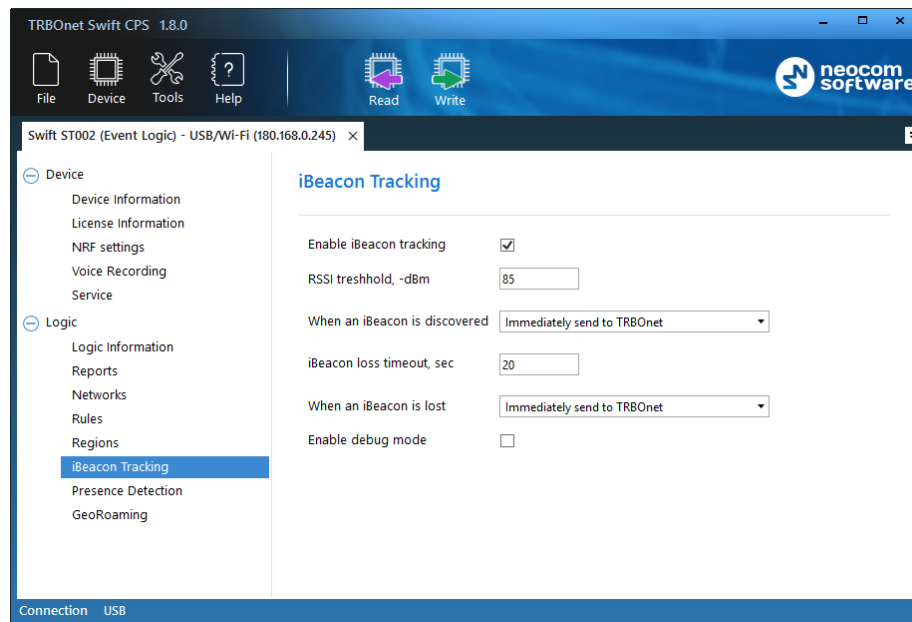 TRBOnet Swift CPS 1.8.0
File Device Tools Help Read Write
neocom
software
Swift ST002 (Event Logic) - USB/Wi-Fi (180.168.0.245)
Device
Device Information
License Information
NRF settings
Voice Recording
Service
Logic
Logic Information
Reports
Networks
Rules
Regions
iBeacon Tracking
Presence Detection
GeoRoaming
iBeacon Tracking
Enable iBeacon tracking
RSSI treshhold, -dBm 85
When an iBeacon is discovered Immediately send to TRBOnet
iBeacon loss timeout, sec 20
When an iBeacon is lost Immediately send to TRBOnet
Enable debug mode
Connection USB